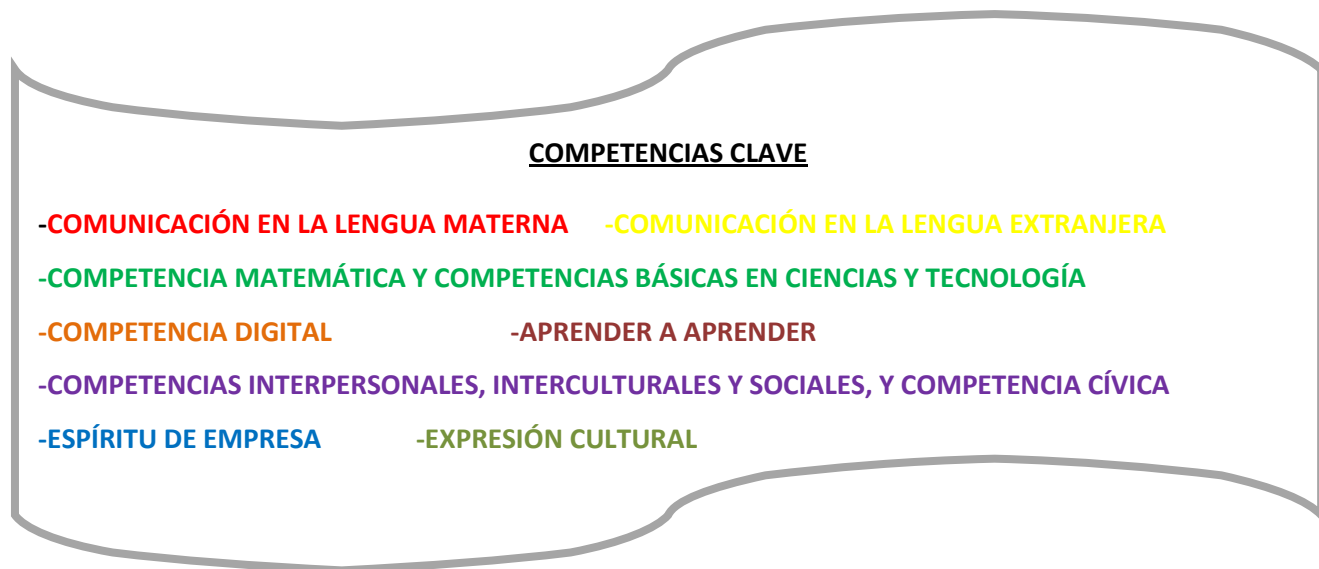 COMPETENCIAS CLAVE
-COMUNICACIÓN EN LA LENGUA MATERNA -COMUNICACIÓN EN LA LENGUA EXTRANJERA
-COMPETENCIA MATEMÁTICA Y COMPETENCIAS BÁSICAS EN CIENCIAS Y TECNOLOGÍA
-COMPETENCIA DIGITAL -APRENDER A APRENDER
-COMPETENCIAS INTERPERSONALES, INTERCULTURALES Y SOCIALES, Y COMPETENCIA CÍVICA
-ESPÍRITU DE EMPRESA -EXPRESIÓN CULTURAL